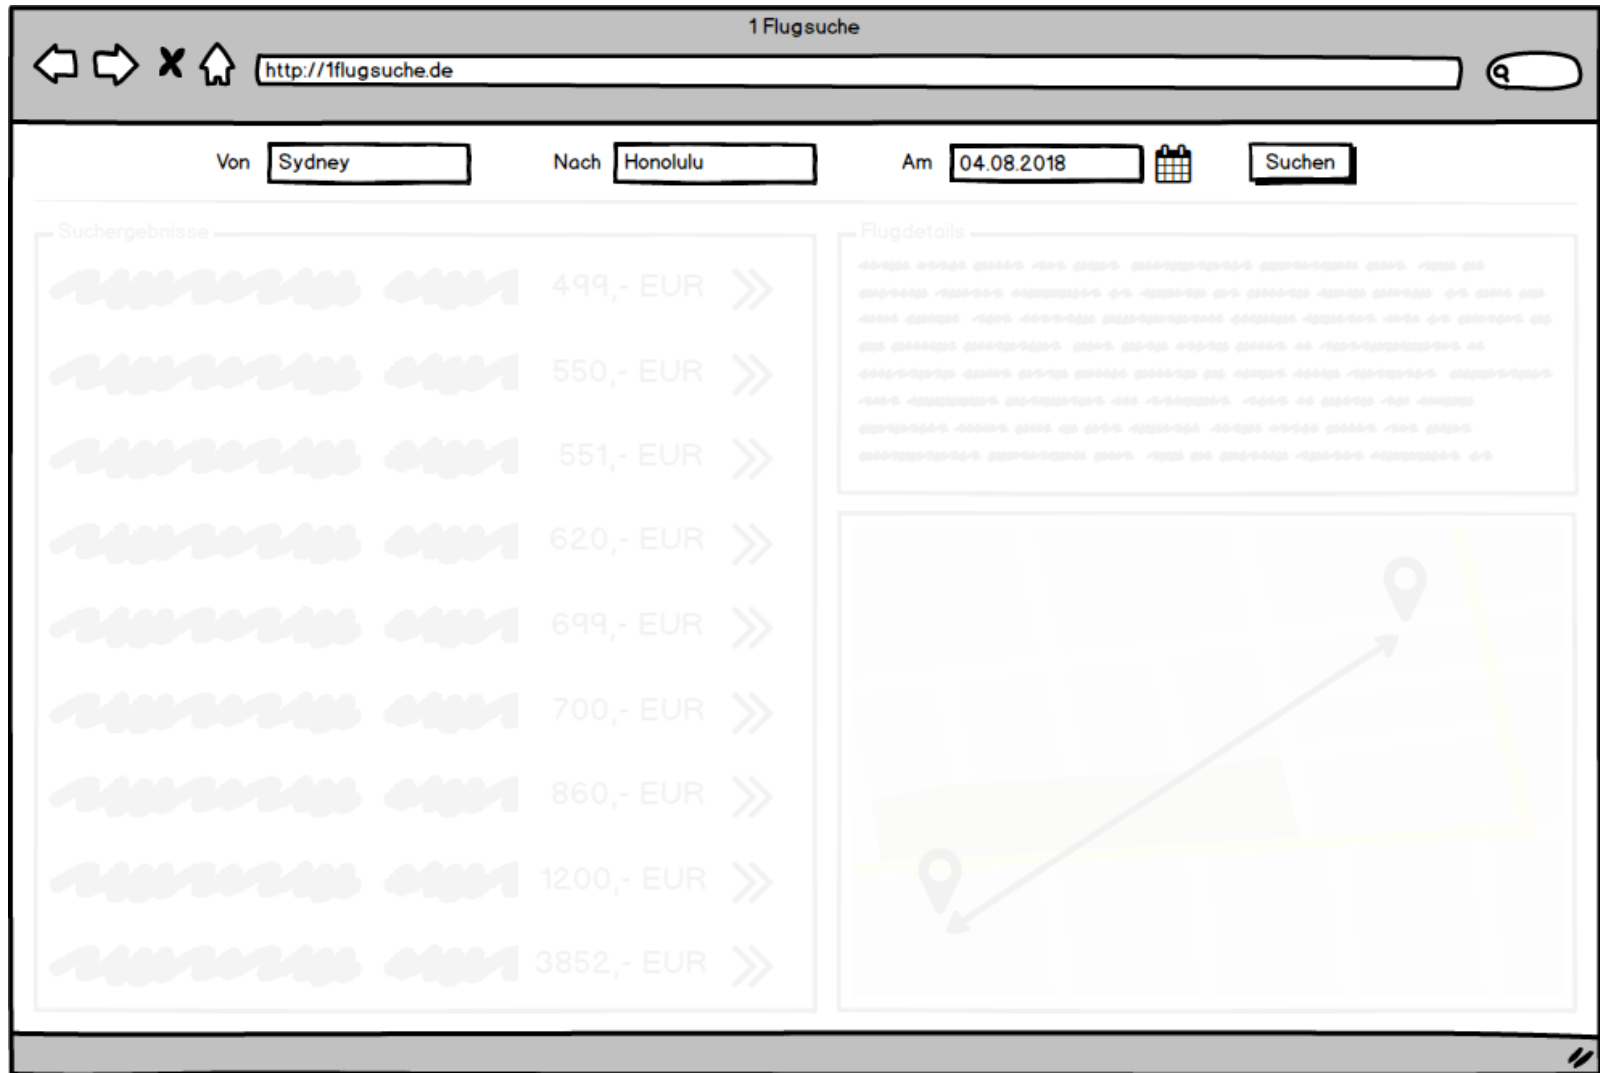 1 Flugsuche
http://1flugsuche.de
Von Sydney Nach Honolulu Am 04.08.2018 Suchen
Suchergebnisse
499,- EUR
550,- EUR
551,- EUR
620,- EUR
699,- EUR
700,- EUR
860,- EUR
1200,- EUR
3852,- EUR
Flugdetails